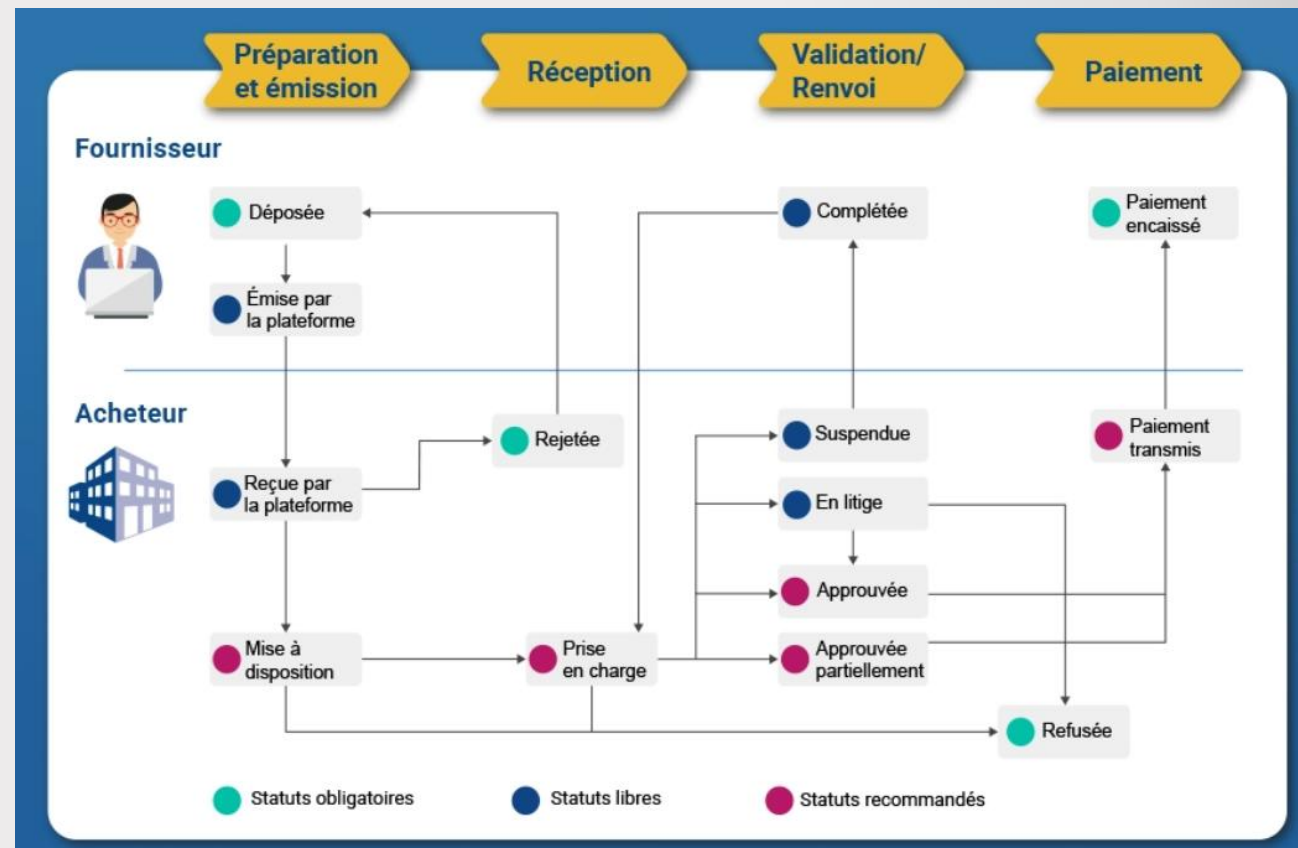 Préparation
et émission
Réception
Validation/
Renvoi
Paiement
Fournisseur
Déposée
Complétée
Paiement
encaissé
Émise par
la plateforme
Acheteur
Rejetée
Suspendue
Paiement
transmis
Reçue par
la plateforme
En litige
Approuvée
Mise à
disposition
Prise
en charge
Approuvée
partiellement
Refusée
Statuts obligatoires
Statuts libres
Statuts recommandés